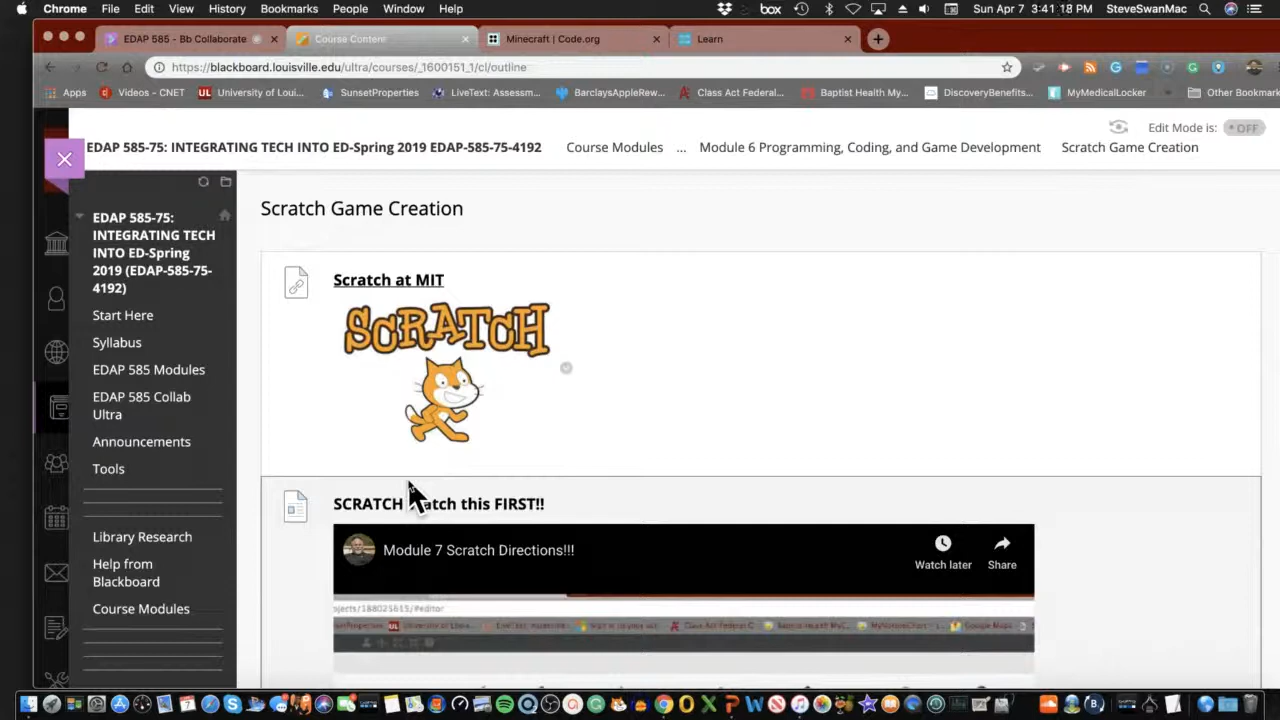 Chrome File Edit View History Bookmarks People Window Help box Sun Apr 7 3:41:18 PM SteveSwanMac
EDAP 585 - Bb Collaborate Course Content Minecraft | Code.org Learn
https://blackboard.louisville.edu/ultra/courses/_1600151_1/cl/outline
Apps Videos - CNET University of Loui... SunsetProperties LiveText: Assessm... BarclaysAppleRew... Class Act Federal... Baptist Health My... DiscoveryBenefits... MyMedicalLocker Other Bookmark
Edit Mode is: OFF
EDAP 585-75: INTEGRATING TECH INTO ED-Spring 2019 EDAP-585-75-4192 Course Modules ... Module 6 Programming, Coding, and Game Development Scratch Game Creation
EDAP 585-75:
INTEGRATING TECH
INTO ED-Spring
2019 (EDAP-585-75-
4192)
Start Here
Syllabus
EDAP 585 Modules
EDAP 585 Collab
Ultra
Announcements
Tools
Library Research
Help from
Blackboard
Course Modules
Scratch Game Creation
Scratch at MIT
SCRATCH
SCRATCH atch this FIRST!!
Module 7 Scratch Directions!!!
Watch later Share
ojects/188025615/#editor